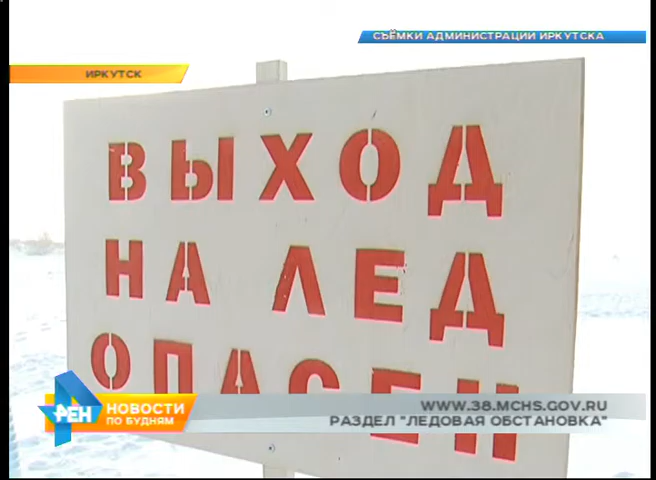 СЪЁМКИ АДМИНИСТРАЦИИ ИРКУТСКА
ИРКУТСК
ВЫХОД
НА ЛЕД
ОПАСЕН
WWW.38.MCHS.GOV.RU
РАЗДЕЛ "ЛЕДОВАЯ ОБСТАНОВКА"
РЕН НОВОСТИ
ПО БУДНЯМ